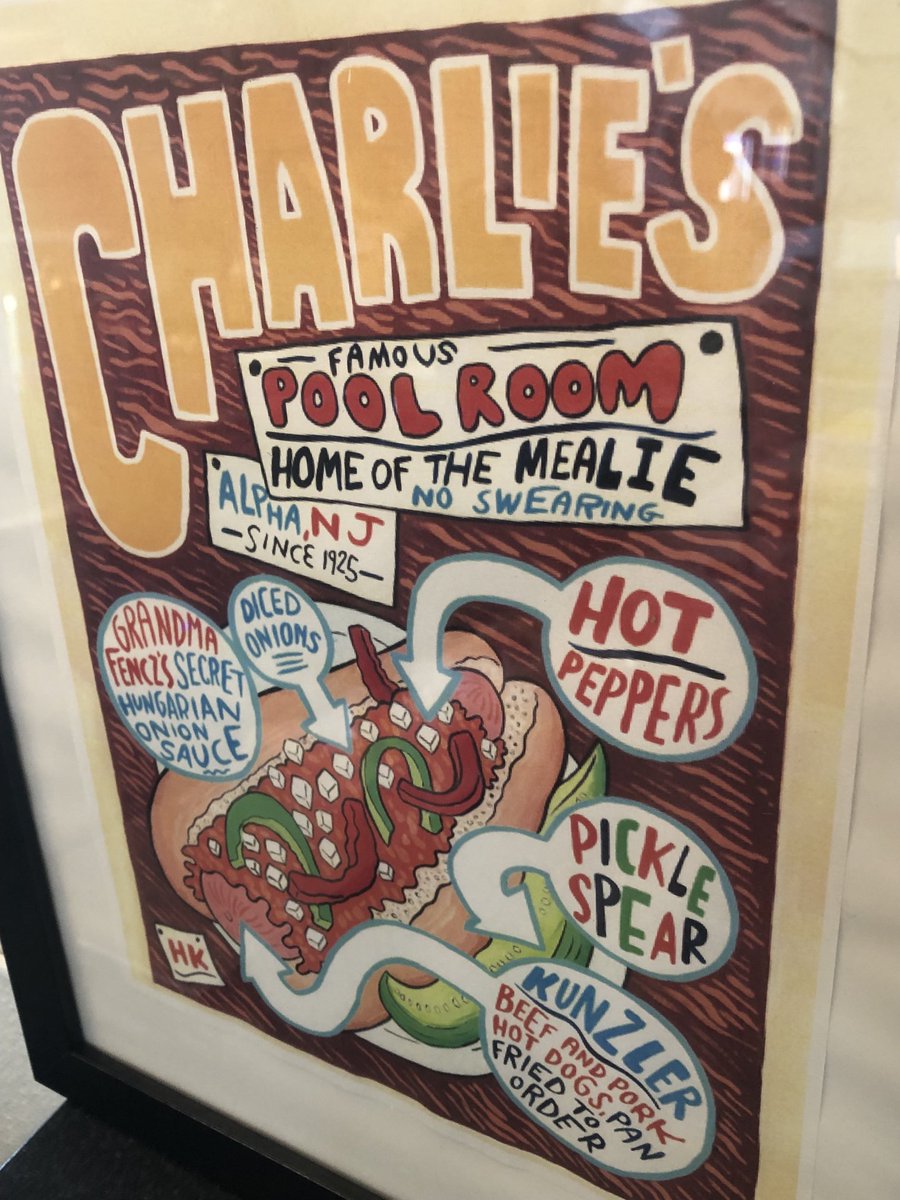 CHARLIE'S
FAMOUS
POOL ROOM
HOME OF THE MEALIE
NO SWEARING
ALPHA, NJ
—SINCE 1925—
GRANDMA
FENCZ'S SECRET
HUNGARIAN
ONION
SAUCE
DICED
ONIONS
HOT
PEPPERS
PICKLE
SPEAR
KUNZLER
BEEF AND PORK
HOT DOGS, PAN
FRIED TO
ORDER
HK